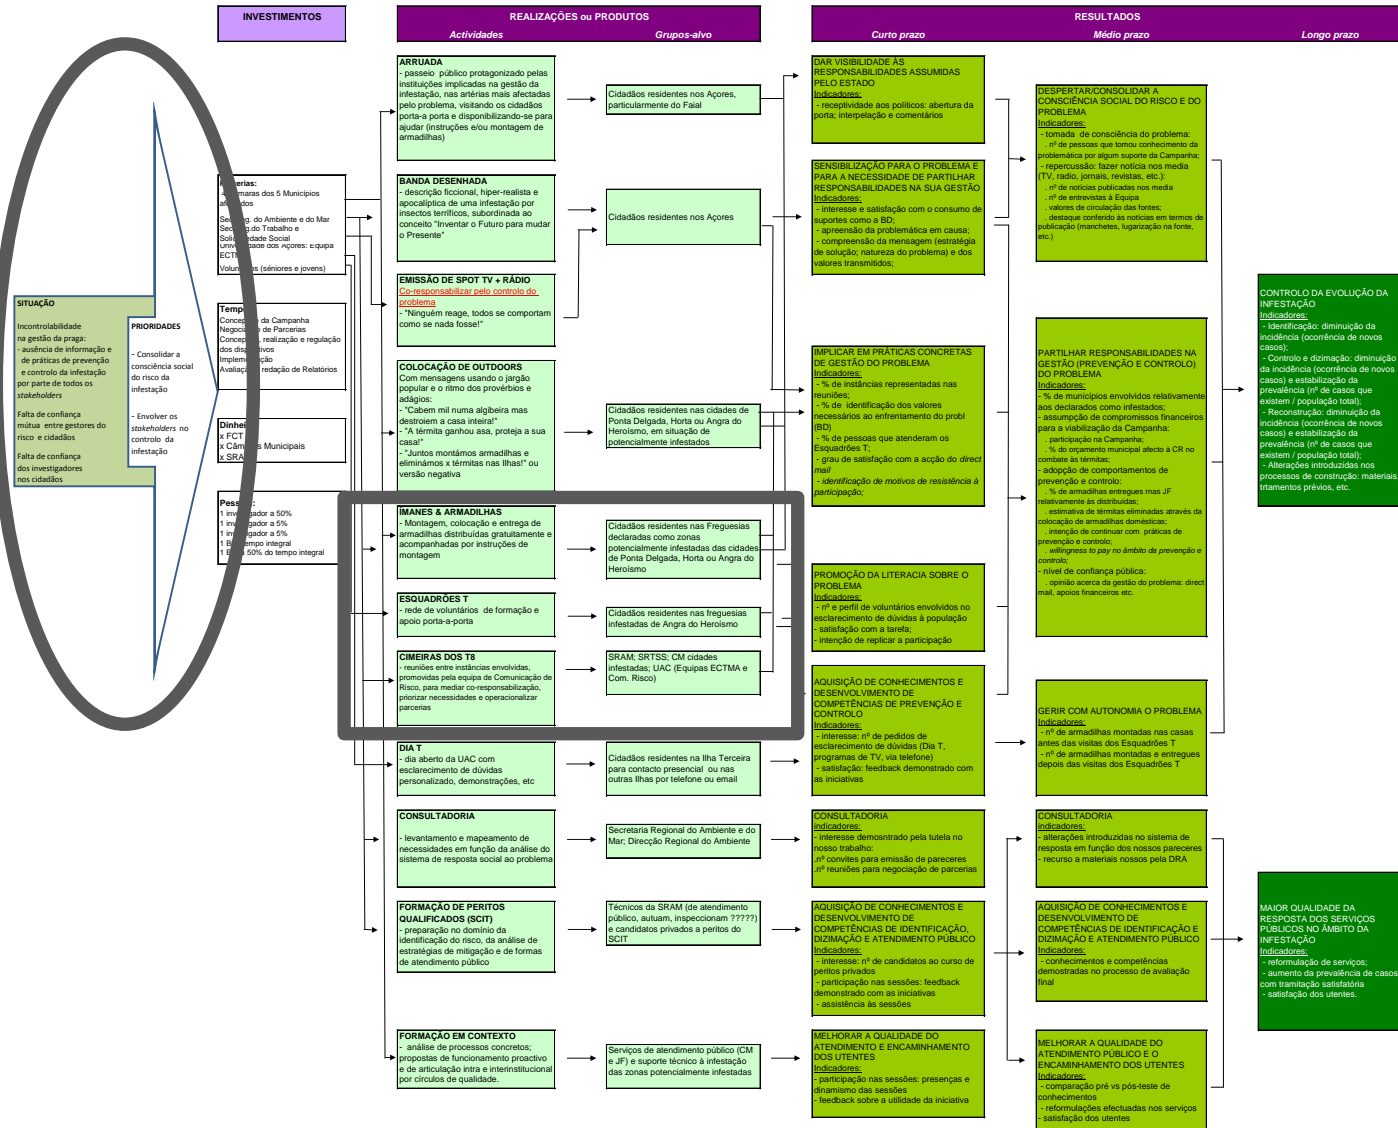 INVESTIMENTOS
REALIZAÇÕES ou PRODUTOS
Actividades
Grupos-alvo
RESULTADOS
Curto prazo
Médio prazo
Longo prazo
SITUAÇÃO
Incontrolabilidade
na gestão da praga:
- ausência de informação e
de práticas de prevenção
e controlo da infestação
por parte de todos os
stakeholders
Falta de confiança
mútua entre gestores do
risco e cidadãos
Falta de confiança
dos investigadores
nos cidadãos
PRIORIDADES
- Consolidar a
consciência social
do risco da
infestação
- Envolver os
stakeholders no
controlo da
infestação
Câmaras dos 5 Municípios
do Ambiente e do Mar
do Trabalho e
Social
dos Açores: Equipa
ECTM
(séniores e jovens)
Temp
da Campanha
de Parcerias
realização e regulação
dos
redação de Relatórios
Dinhei
x FCT
Municipais
x SRA
1 a 50%
1 a 5%
1 a 5%
1 tempo integral
1 50% do tempo integral
ARRUADA
- passeio público protagonizado pelas
instituições implicadas na gestão da
infestação, nas artérias mais afectadas
pelo problema, visitando os cidadãos
porta-a porta e disponibilizando-se para
ajudar (instruções e/ou montagem de
armadilhas)
Cidadãos residentes nos Açores,
particularmente do Faial
BANDA DESENHADA
- descrição ficcional, hiper-realista e
apocalíptica de uma infestação por
insectos terríficos, subordinada ao
conceito "Inventar o Futuro para mudar
o Presente"
Cidadãos residentes nos Açores
EMISSÃO DE SPOT TV + RÁDIO
Co-responsabilizar pelo controlo do
problema
- "Ninguém reage, todos se comportam
como se nada fosse!"
COLOCAÇÃO DE OUTDOORS
Com mensagens usando o jargão
popular e o ritmo dos provérbios e
adágios:
- "Cabem mil numa algibeira mas
destroiem a casa inteira!"
- "A térmita ganhou asa, proteja a sua
casa!"
- "Juntos montámos armadilhas e
eliminámos x térmitas nas Ilhas!" ou
versão negativa
Cidadãos residentes nas cidades de
Ponta Delgada, Horta ou Angra do
Heroísmo, em situação de
potencialmente infestados
ÍMANES & ARMADILHAS
- Montagem, colocação e entrega de
armadilhas distribuídas gratuitamente e
acompanhadas por instruções de
montagem
Cidadãos residentes nas Freguesias
declaradas como zonas
potencialmente infestadas das cidades
de Ponta Delgada, Horta ou Angra do
Heroísmo
ESQUADRÕES T
- rede de voluntários de formação e
apoio porta-a-porta
Cidadãos residentes nas freguesias
infestadas de Angra do Heroísmo
CIMEIRAS DOS T8
- reuniões entre instâncias envolvidas,
promovidas pela equipa de Comunicação de
Risco, para mediar co-responsabilização,
priorizar necessidades e operacionalizar
parcerias
SRAM; SRTSS; CM cidades
infestadas; UAC (Equipas ECTMA e
Com. Risco)
DIA T
- dia aberto da UAC com
esclarecimento de dúvidas
personalizado, demonstrações, etc
Cidadãos residentes na Ilha Terceira
para contacto presencial ou nas
outras Ilhas por telefone ou email
CONSULTADORIA
- levantamento e mapeamento de
necessidades em função da análise do
sistema de resposta social ao problema
Secretaria Regional do Ambiente e do
Mar; Direcção Regional do Ambiente
FORMAÇÃO DE PERITOS
QUALIFICADOS (SCIT)
- preparação no domínio da
identificação do risco, da análise de
estratégias de mitigação e de formas
de atendimento público
Técnicos da SRAM (de atendimento
público, autuam, inspeccionam ?????)
e candidatos privados a peritos do
SCIT
FORMAÇÃO EM CONTEXTO
- análise de processos concretos;
propostas de funcionamento proactivo
e de articulação intra e interinstitucional
por círculos de qualidade.
Serviços de atendimento público (CM
e JF) e suporte técnico à infestação
das zonas potencialmente infestadas
DAR VISIBILIDADE ÀS
RESPONSABILIDADES ASSUMIDAS
PELO ESTADO
Indicadores:
- receptividade aos políticos: abertura da
porta; interpelação e comentários
SENSIBILIZAÇÃO PARA O PROBLEMA E
PARA A NECESSIDADE DE PARTILHAR
RESPONSABILIDADES NA SUA GESTÃO
Indicadores:
- interesse e satisfação com o consumo de
suportes como a BD;
- apreensão da problemática em causa;
- compreensão da mensagem (estratégia
de solução; natureza do problema) e dos
valores transmitidos;
IMPLICAR EM PRÁTICAS CONCRETAS
DE GESTÃO DO PROBLEMA
Indicadores:
- % de instâncias representadas nas
reuniões;
- % de identificação dos valores
necessários ao enfrentamento do probl
(BD)
- % de pessoas que atenderam os
Esquadrões T;
- grau de satisfação com a acção do direct
mail
- identificação de motivos de resistência à
participação;
PROMOÇÃO DA LITERACIA SOBRE O
PROBLEMA
Indicadores:
- nº e perfil de voluntários envolvidos no
esclarecimento de dúvidas à população
- satisfação com a tarefa;
- intenção de replicar a participação
AQUISIÇÃO DE CONHECIMENTOS E
DESENVOLVIMENTO DE
COMPETÊNCIAS DE PREVENÇÃO E
CONTROLO
Indicadores:
- interesse: nº de pedidos de
esclarecimento de dúvidas (Dia T,
programas de TV, via telefone)
- satisfação: feedback demonstrado com
as iniciativas
CONSULTADORIA
indicadores:
- interesse demosntrado pela tutela no
nosso trabalho:
.nº convites para emissão de pareceres
.nº reuniões para negociação de parcerias
AQUISIÇÃO DE CONHECIMENTOS E
DESENVOLVIMENTO DE
COMPETÊNCIAS DE IDENTIFICAÇÃO,
DIZIMAÇÃO E ATENDIMENTO PÚBLICO
Indicadores:
- interesse: nº de candidatos ao curso de
peritos privados
- participação nas sessões: feedback
demonstrado com as iniciativas
- assistência às sessões
MELHORAR A QUALIDADE DO
ATENDIMENTO E ENCAMINHAMENTO
DOS UTENTES
Indicadores:
- participação nas sessões: presenças e
dinamismo das sessões
- feedback sobre a utilidade da iniciativa
DESPERTAR/CONSOLIDAR A
CONSCIÊNCIA SOCIAL DO RISCO E DO
PROBLEMA
Indicadores:
- tomada de consciência do problema:
. nº de pessoas que tomou conhecimento da
problemática por algum suporte da Campanha;
- repercussão: fazer notícia nos media
(TV, radio, jornais, revistas, etc.):
. nº de notícias publicadas nos media
. nº de entrevistas à Equipa
. valores de circulação das fontes;
. destaque conferido às notícias em termos de
publicação (manchetes, lugarização na fonte,
etc.)
PARTILHAR RESPONSABILIDADES NA
GESTÃO (PREVENÇÃO E CONTROLO)
DO PROBLEMA
Indicadores:
- % de municípios envolvidos relativamente
aos declarados como infestados;
- assumpção de compromissos financeiros
para a viabilização da Campanha:
. participação na Campanha;
. % do orçamento municipal afecto à CR no
combate às térmitas;
- adopção de comportamentos de
prevenção e controlo:
. % de armadilhas entregues rnas JF
relativamente às distribuídas;
. estimativa de térmitas eliminadas através da
colocação de armadilhas domésticas;
. intenção de continuar com práticas de
prevenção e controlo;
. willingness to pay no âmbito da prevenção e
controlo;
- nível de confiança pública:
. opinião acerca da gestão do problema: direct
mail, apoios financeiros etc.
GERIR COM AUTONOMIA O PROBLEMA
Indicadores:
- nº de armadilhas montadas nas casas
antes das visitas dos Esquadrões T
- nº de armadilhas montadas e entregues
depois das visitas dos Esquadrões T
CONSULTADORIA
indicadores:
- alterações introduzidas no sistema de
resposta em função dos nossos pareceres
- recurso a materiais nossos pela DRA
AQUISIÇÃO DE CONHECIMENTOS E
DESENVOLVIMENTO DE
COMPETÊNCIAS DE IDENTIFICAÇÃO E
DIZIMAÇÃO E ATENDIMENTO PÚBLICO
Indicadores:
- conhecimentos e competências
demostradas no processo de avaliação
final
MELHORAR A QUALIDADE DO
ATENDIMENTO PÚBLICO E O
ENCAMINHAMENTO DOS UTENTES
Indicadores:
- comparação pré vs pós-teste de
conhecimentos
- reformulações efectuadas nos serviços
- satisfação dos utentes
CONTROLO DA EVOLUÇÃO DA
INFESTAÇÃO
Indicadores:
- Identificação: diminuição da
incidência (ocorrência de novos
casos);
- Controlo e dizimação: diminuição
da incidência (ocorrência de novos
casos) e estabilização da
prevalência (nº de casos que
existem / população total);
- Reconstrução: diminuição da
incidência (ocorrência de novos
casos) e estabilização da
prevalência (nº de casos que
existem / população total);
- Alterações introduzidas nos
processos de construção: materiais,
trtamentos prévios, etc.
MAIOR QUALIDADE DA
RESPOSTA DOS SERVIÇOS
PÚBLICOS NO ÂMBITO DA
INFESTAÇÃO
Indicadores:
- reformulação de serviços;
- aumento da prevalência de casos
com tramitação satisfatória
- satisfação dos utentes.